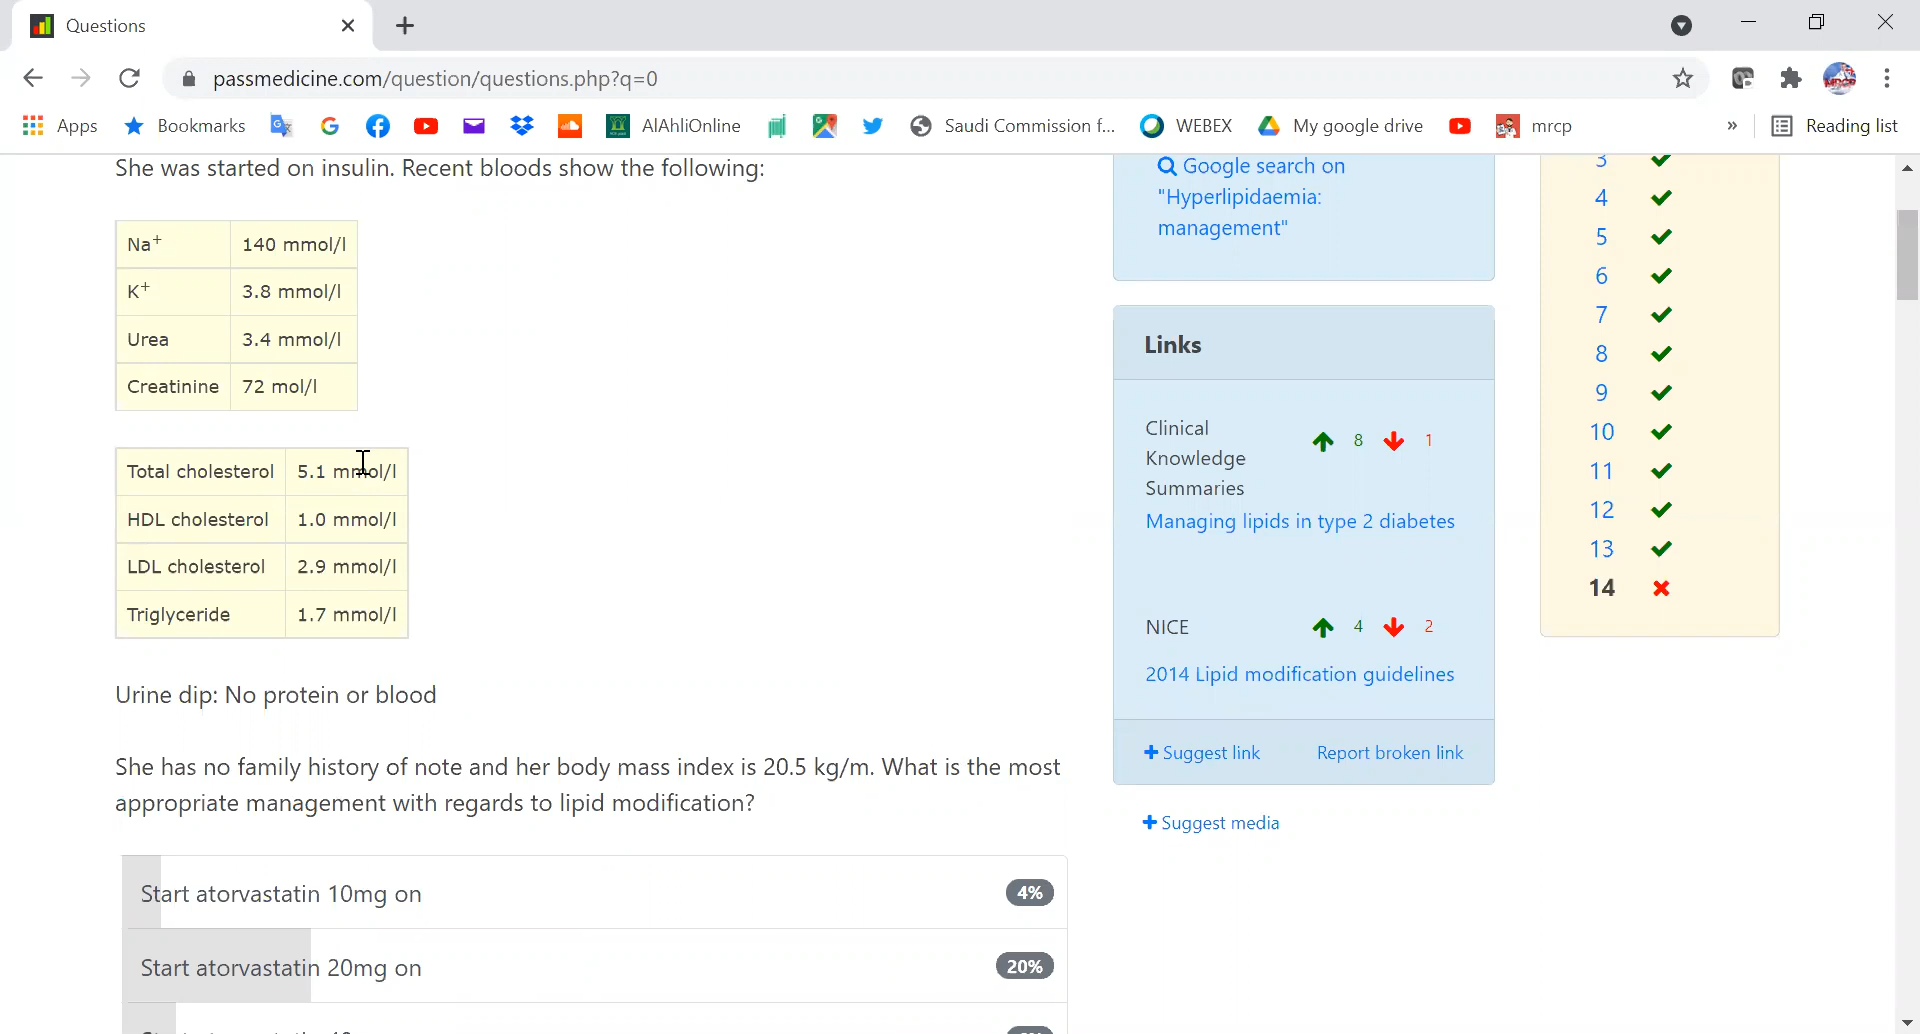 Questions
passmedicine.com/question/questions.php?q=0
Apps
Bookmarks
AlAhliOnline
Saudi Commission f...
WEBEX
My google drive
mrcp
»
Reading list
She was started on insulin. Recent bloods show the following:
Na+ 140 mmol/l
K+ 3.8 mmol/l
Urea 3.4 mmol/l
Creatinine 72 mol/l
Total cholesterol 5.1 mmol/l
HDL cholesterol 1.0 mmol/l
LDL cholesterol 2.9 mmol/l
Triglyceride 1.7 mmol/l
Urine dip: No protein or blood
She has no family history of note and her body mass index is 20.5 kg/m. What is the most
appropriate management with regards to lipid modification?
Start atorvastatin 10mg on 4%
Start atorvastatin 20mg on 20%
Google search on
"Hyperlipidaemia:
management"
Links
Clinical
Knowledge
Summaries
8 1
Managing lipids in type 2 diabetes
NICE 4 2
2014 Lipid modification guidelines
Suggest link
Report broken link
Suggest media
3
4
5
6
7
8
9
10
11
12
13
14